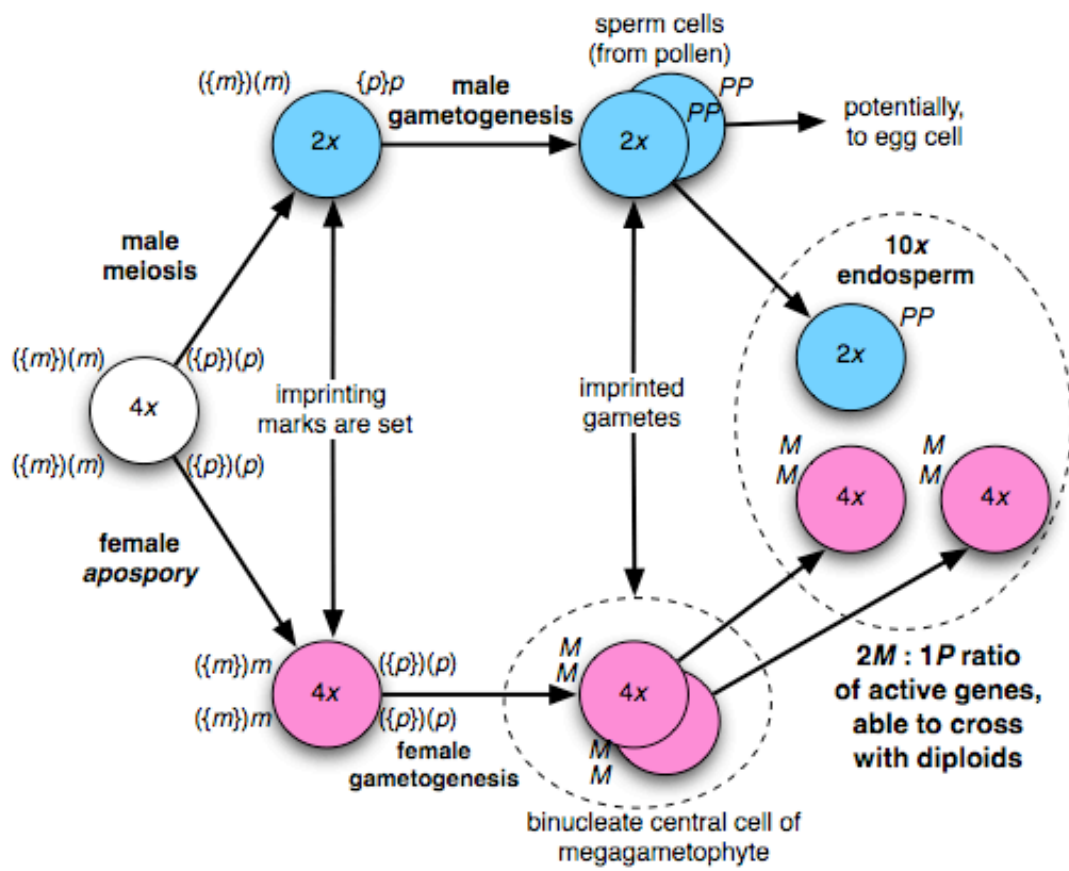 sperm cells
(from pollen)
({m})(m)
{p}p
male
gametogenesis
PP
PP
2x
2x
potentially,
to egg cell
male
meiosis
10x
endosperm
PP
2x
({m})(m)
({p})(p)
4x
({m})(m)
({p})(p)
imprinting
marks are set
imprinted
gametes
M
M
4x
M
M
4x
female
apospory
({m})m
({p})(p)
4x
({m})m
({p})(p)
female
gametogenesis
M
M
4x
M
M
2M : 1P ratio
of active genes,
able to cross
with diploids
binucleate central cell of
megagametophyte